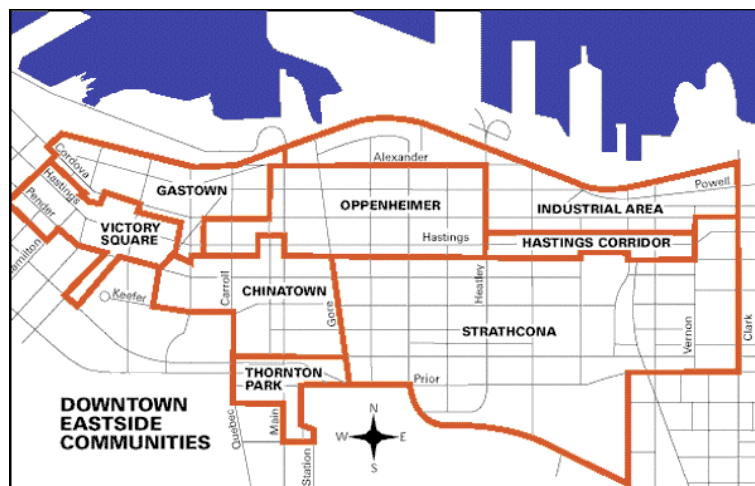 Alexander
Cordova
GASTOWN
Powell
Hastings
OPPENHEIMER
INDUSTRIAL AREA
Pender
VICTORY
SQUARE
Hastings
HASTINGS CORRIDOR
Hamilton
Keefer
Carroll
CHINATOWN
Gore
Heatley
STRATHCONA
Vernon
Clark
THORNTON
PARK
Prior
DOWNTOWN
EASTSIDE
COMMUNITIES
Quebec
Main
Station
N
W E
S